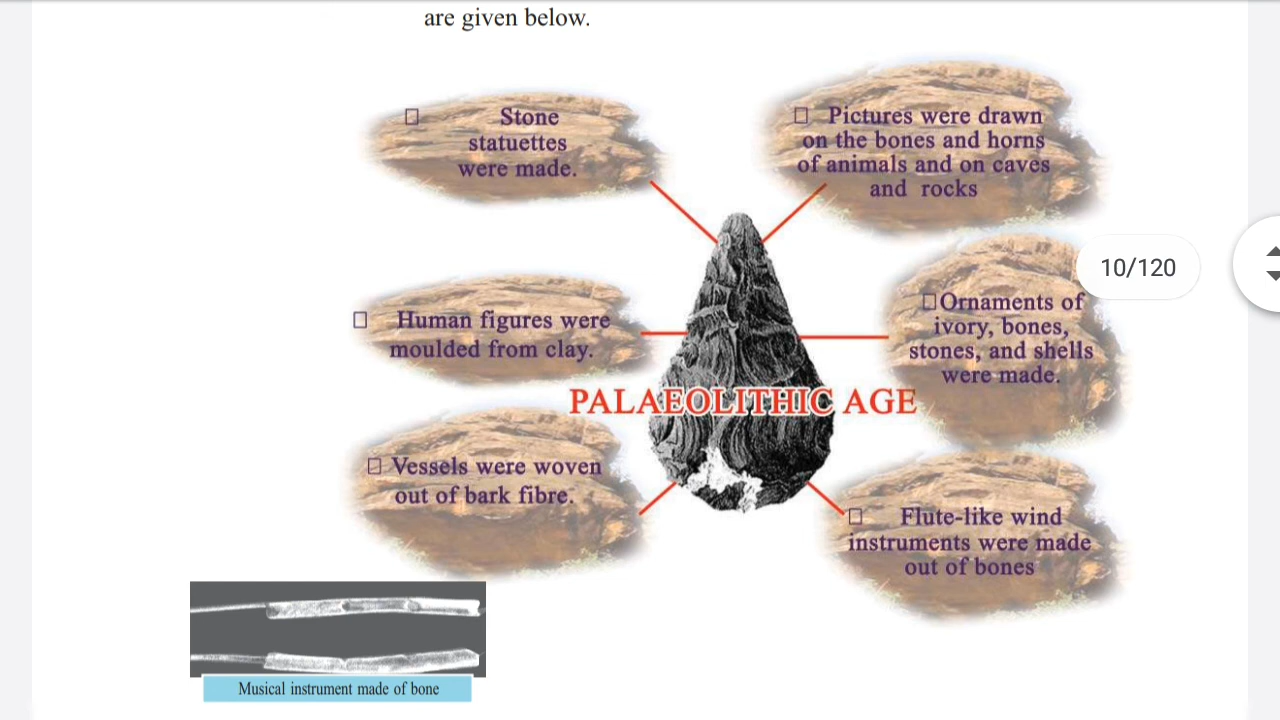 are given below.
Stone
statuettes
were made.
Pictures were drawn
on the bones and horns
of animals and on caves
and rocks
Human figures were
moulded from clay.
Ornaments of
ivory, bones,
stones, and shells
were made.
10/120
PALAEOLITHIC AGE
Vessels were woven
out of bark fibre.
Flute-like wind
instruments were made
out of bones
Musical instrument made of bone